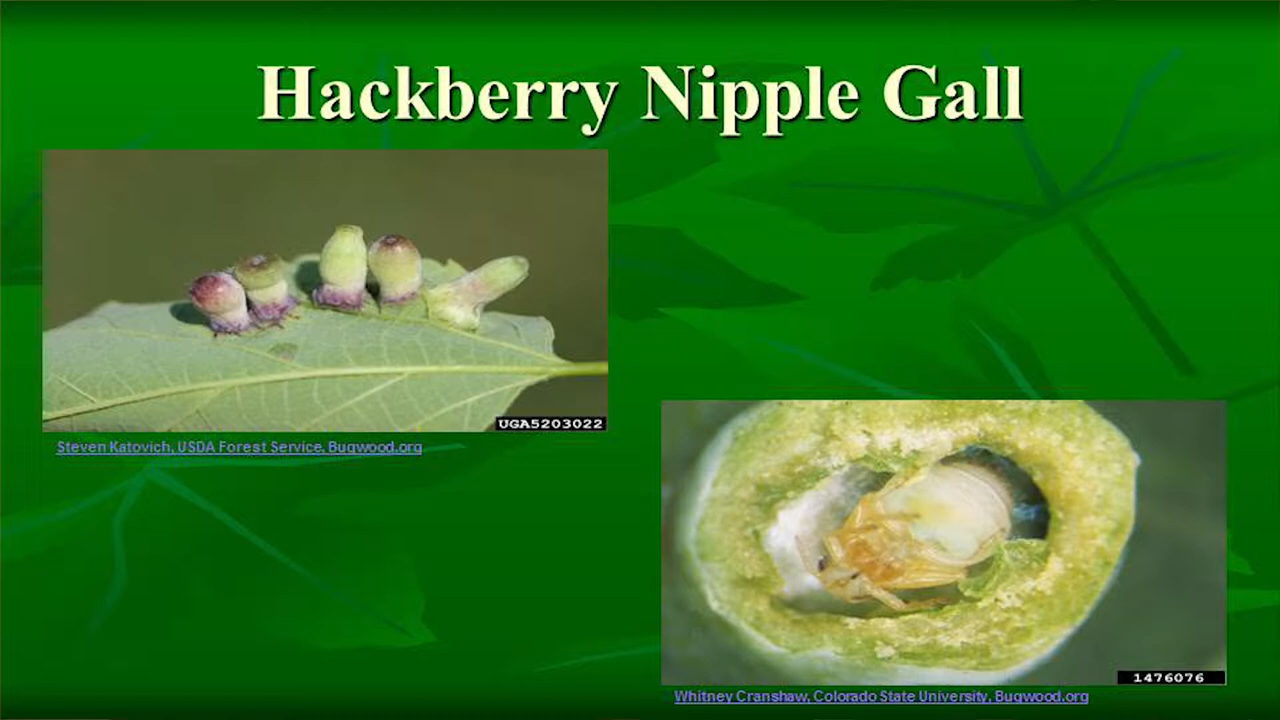 Hackberry Nipple Gall
UGA5203022
Steven Katovich, USDA Forest Service, Bugwood.org
1476076
Whitney Cranshaw, Colorado State University, Bugwood.org